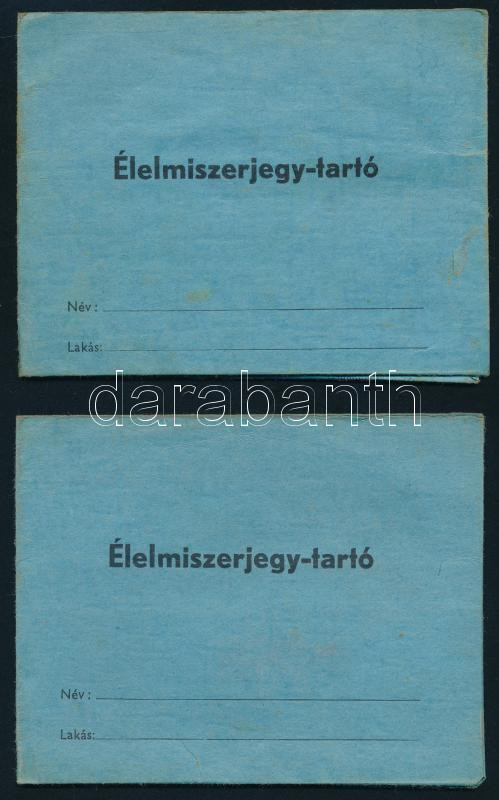 Élelmiszerjegy-tartó
Név:
Lakás:
darabanth
Élelmiszerjegy-tartó
Név:
Lakás: